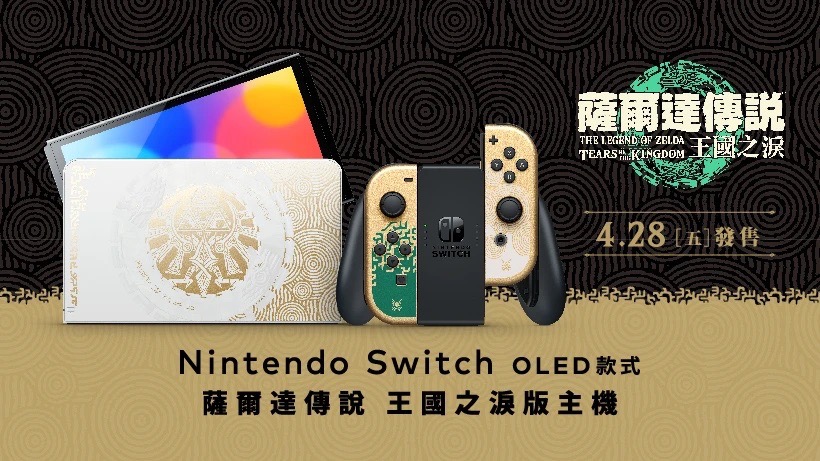 薩爾達傳說
THE LEGEND OF ZELDA
TEARS OF THE KINGDOM 王國之淚
4.28 [五] 發售
NINTENDO
SWITCH
Nintendo Switch OLED款式
薩爾達傳說 王國之淚版主機